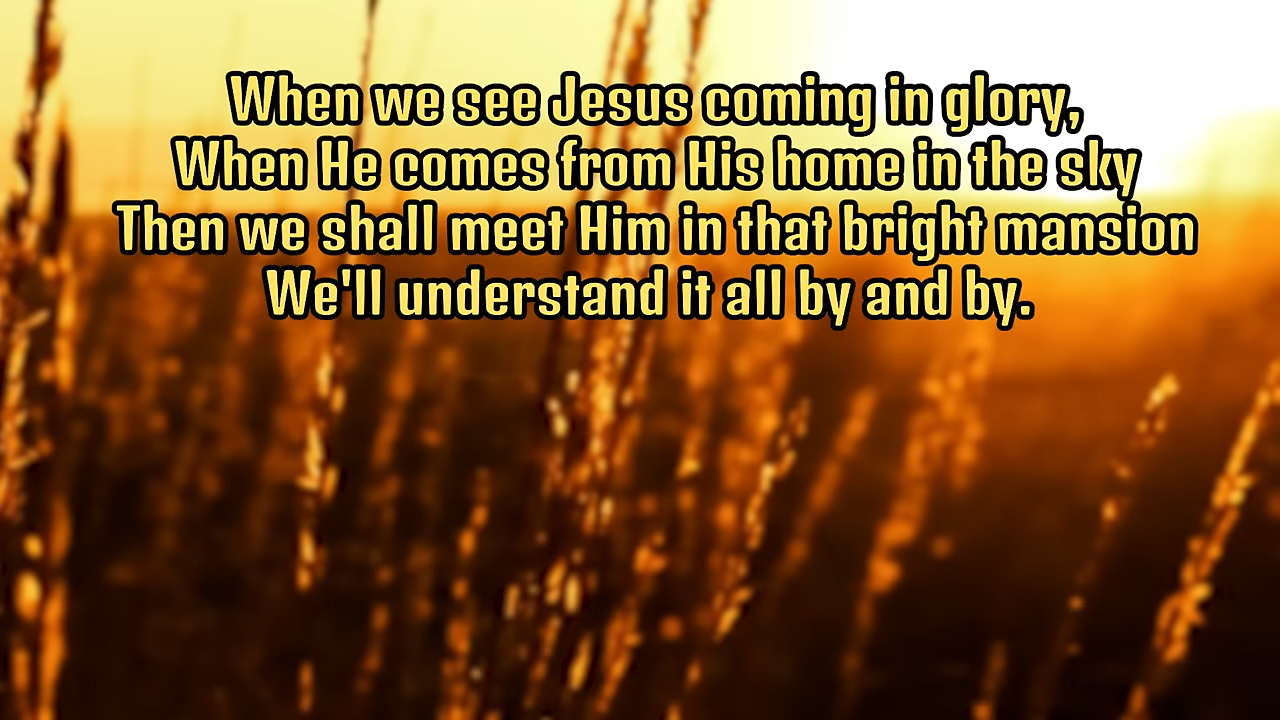 When we see Jesus coming in glory,
When He comes from His home in the sky
Then we shall meet Him in that bright mansion
We'll understand it all by and by.